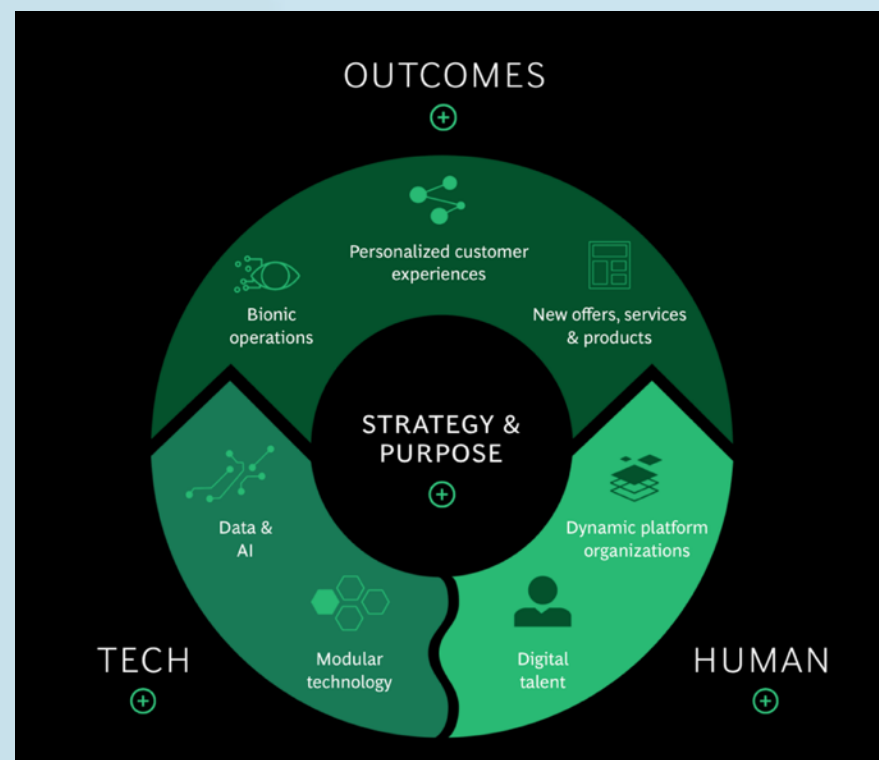 OUTCOMES
Personalized customer
experiences
Bionic
operations
New offers, services
& products
STRATEGY &
PURPOSE
Data &
AI
Dynamic platform
organizations
Modular
technology
Digital
talent
TECH
HUMAN